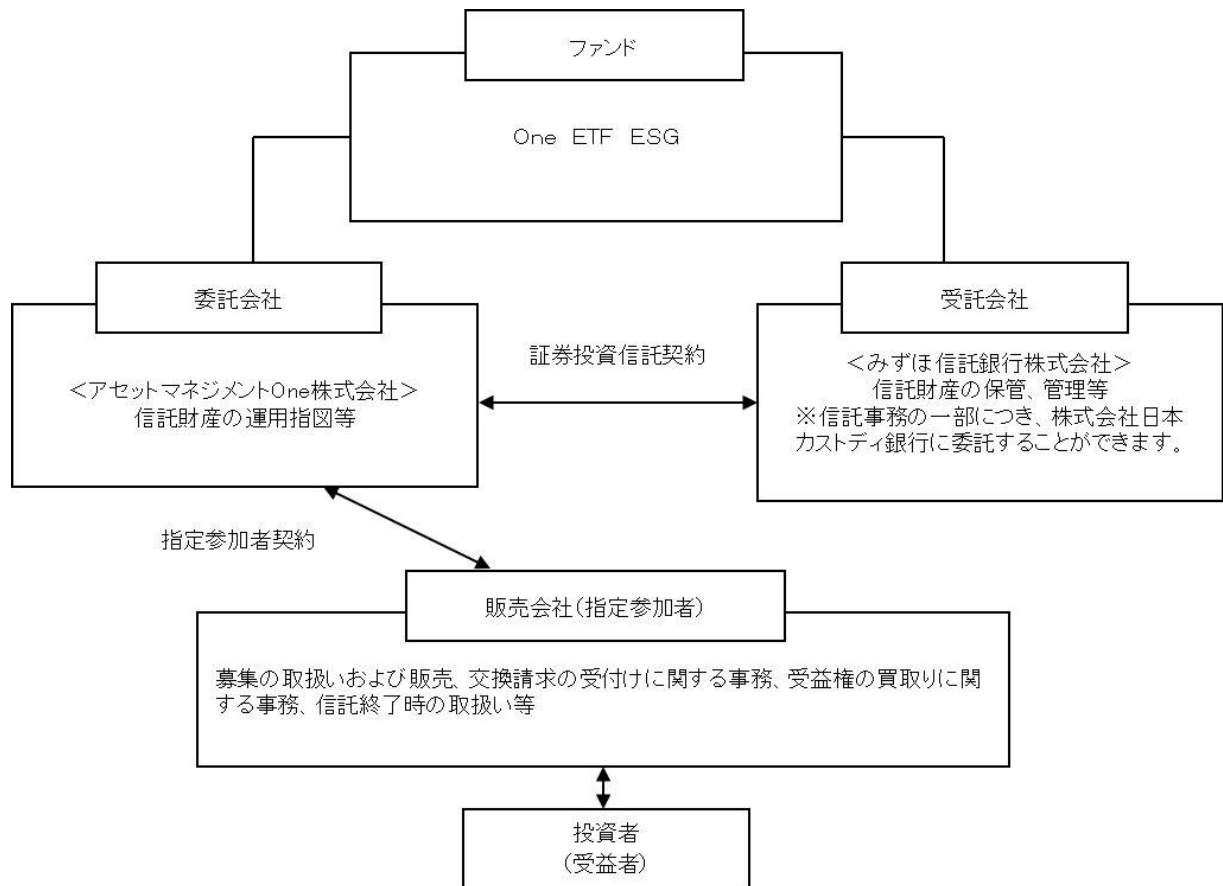 ファンド
One ETF ESG
委託会社
<アセットマネジメントOne株式会社>
信託財産の運用指図等
証券投資信託契約
受託会社
<みずほ信託銀行株式会社>
信託財産の保管、管理等
※信託事務の一部につき、株式会社日本
カストディ銀行に委託することができます。
指定参加者契約
販売会社(指定参加者)
募集の取扱いおよび販売、交換請求の受付けに関する事務、受益権の買取りに関
する事務、信託終了時の取扱い等
投資者
(受益者)